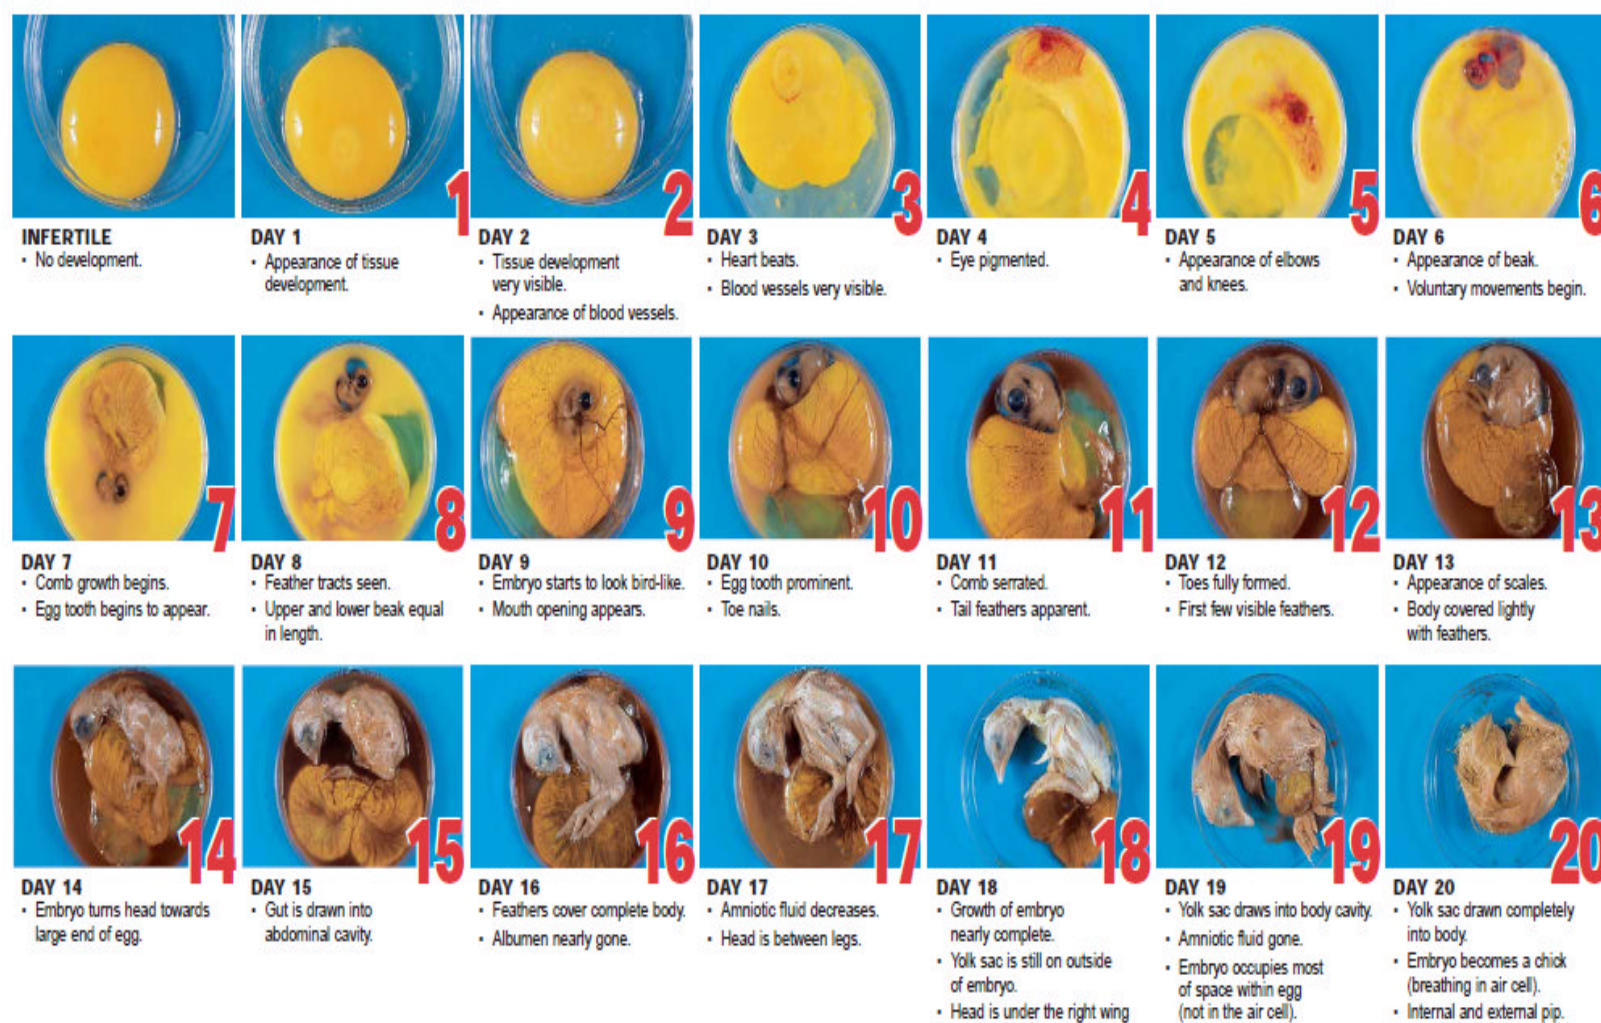 1
2
3
4
5
6
INFERTILE
• No development.
DAY 1
• Appearance of tissue
development.
DAY 2
• Tissue development
very visible.
• Appearance of blood vessels.
DAY 3
• Heart beats.
• Blood vessels very visible.
DAY 4
• Eye pigmented.
DAY 5
• Appearance of elbows
and knees.
DAY 6
• Appearance of beak.
• Voluntary movements begin.
7
8
9
10
11
12
13
DAY 7
• Comb growth begins.
• Egg tooth begins to appear.
DAY 8
• Feather tracts seen.
• Upper and lower beak equal
in length.
DAY 9
• Embryo starts to look bird-like.
• Mouth opening appears.
DAY 10
• Egg tooth prominent.
• Toe nails.
DAY 11
• Comb serrated.
• Tail feathers apparent.
DAY 12
• Toes fully formed.
• First few visible feathers.
DAY 13
• Appearance of scales.
• Body covered lightly
with feathers.
14
15
16
17
18
19
20
DAY 14
• Embryo turns head towards
large end of egg.
DAY 15
• Gut is drawn into
abdominal cavity.
DAY 16
• Feathers cover complete body.
• Albumen nearly gone.
DAY 17
• Amniotic fluid decreases.
• Head is between legs.
DAY 18
• Growth of embryo
nearly complete.
• Yolk sac is still on outside
of embryo.
• Head is under the right wing
DAY 19
• Yolk sac draws into body cavity.
• Amniotic fluid gone.
• Embryo occupies most
of space within egg
(not in the air cell).
DAY 20
• Yolk sac drawn completely
into body.
• Embryo becomes a chick
(breathing in air cell).
• Internal and external pip.